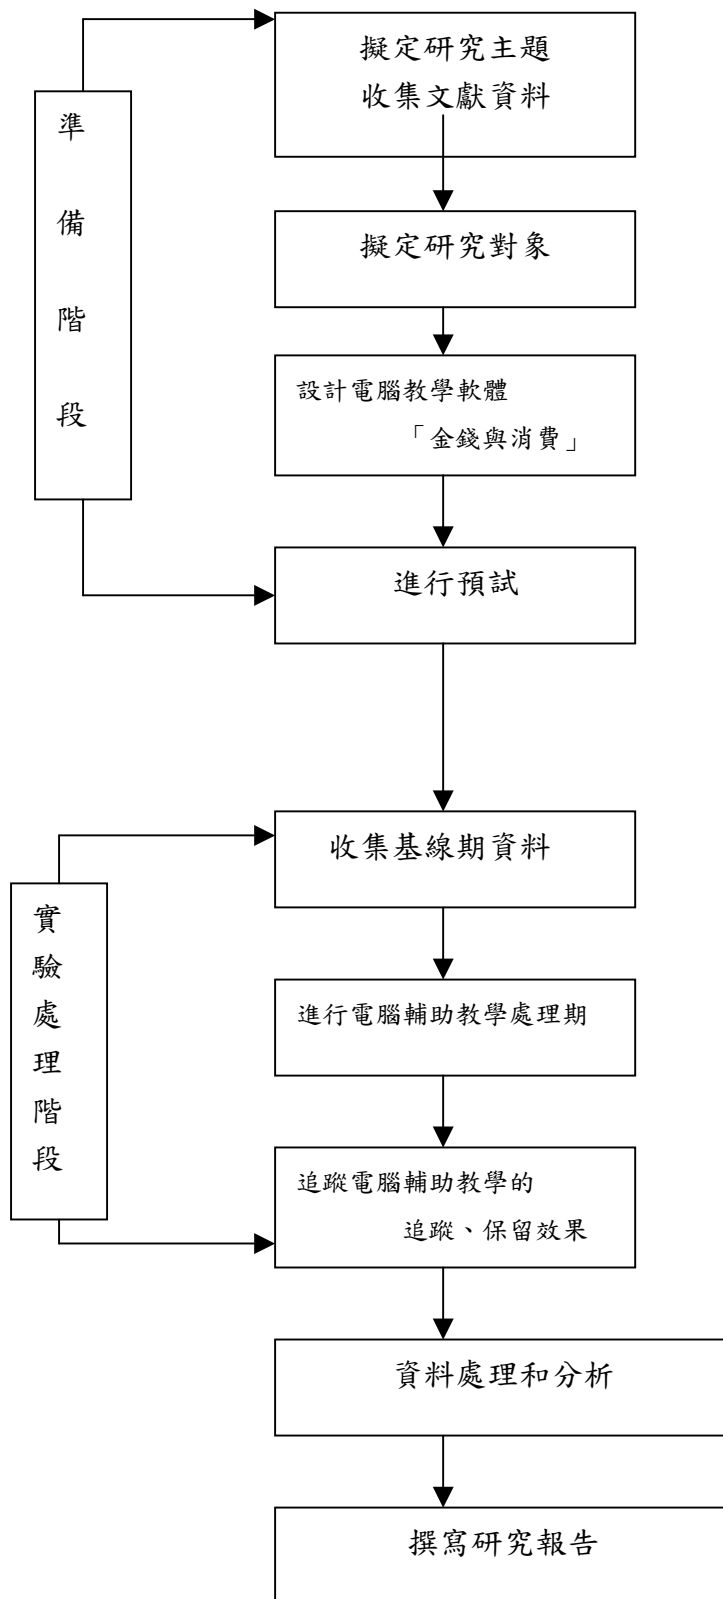 擬定研究主題
收集文獻資料
準備階段
擬定研究對象
設計電腦教學軟體
「金錢與消費」
進行預試
收集基線期資料
實驗處理階段
進行電腦輔助教學處理期
追蹤電腦輔助教學的
追蹤、保留效果
資料處理和分析
撰寫研究報告